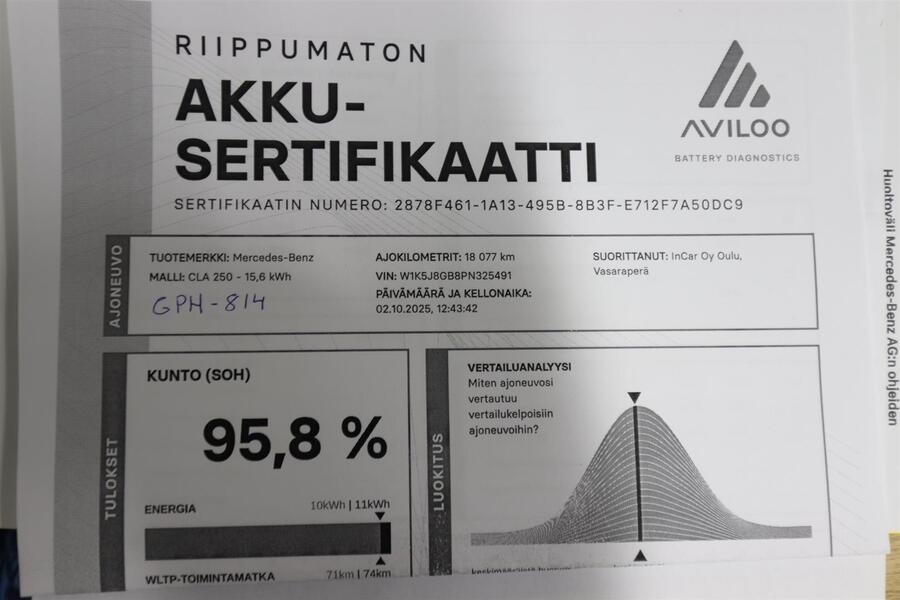 RIIPPUMATON
AKKU-
SERTIFIKAATTI
AVILOO
BATTERY DIAGNOSTICS
SERTIFIKAATIN NUMERO: 2878F461-1A13-495B-8B3F-E712F7A50DC9
AJONEUVO
TUOTEMERKKI: Mercedes-Benz
MALLI: CLA 250 - 15,6 kWh
GPH-814
AJOKILOMETRIT: 18 077 km
VIN: W1K5J8GB8PN325491
PÄIVÄMÄÄRÄ JA KELLONAIKA:
02.10.2025, 12:43:42
SUORITTANUT: InCar Oy Oulu,
Vasaraperä
TULOKSET
KUNTO (SOH)
95,8 %
ENERGIA 10kWh | 11kWh
WLTP-TOIMINTAMATKA 71km | 74km
LUOKITUS
VERTAILUANALYYSI
Miten ajoneuvosi
vertautuu
vertailukelpoisiin
ajoneuvoihin?
Huoltoväli Mercedes-Benz AG:n ohjeiden